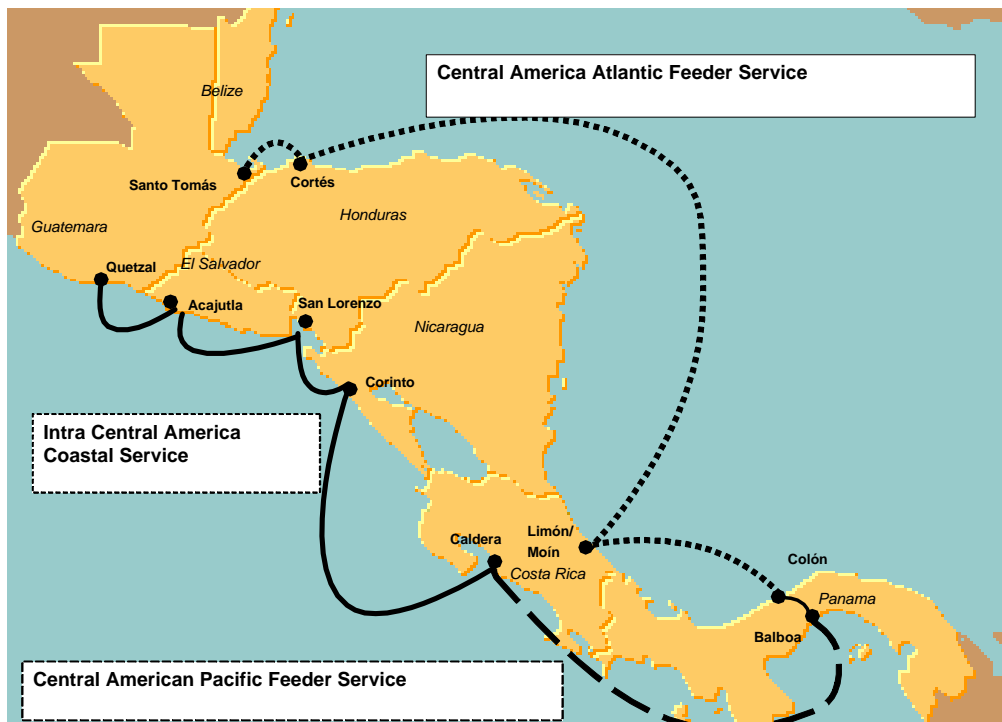 Central America Atlantic Feeder Service
Belize
Santo Tomás
Cortés
Guatemara
Honduras
El Salvador
Quetzal
Acajutla
San Lorenzo
Nicaragua
Corinto
Intra Central America
Coastal Service
Caldera
Limón/
Moín
Costa Rica
Colón
Panama
Balboa
Central American Pacific Feeder Service